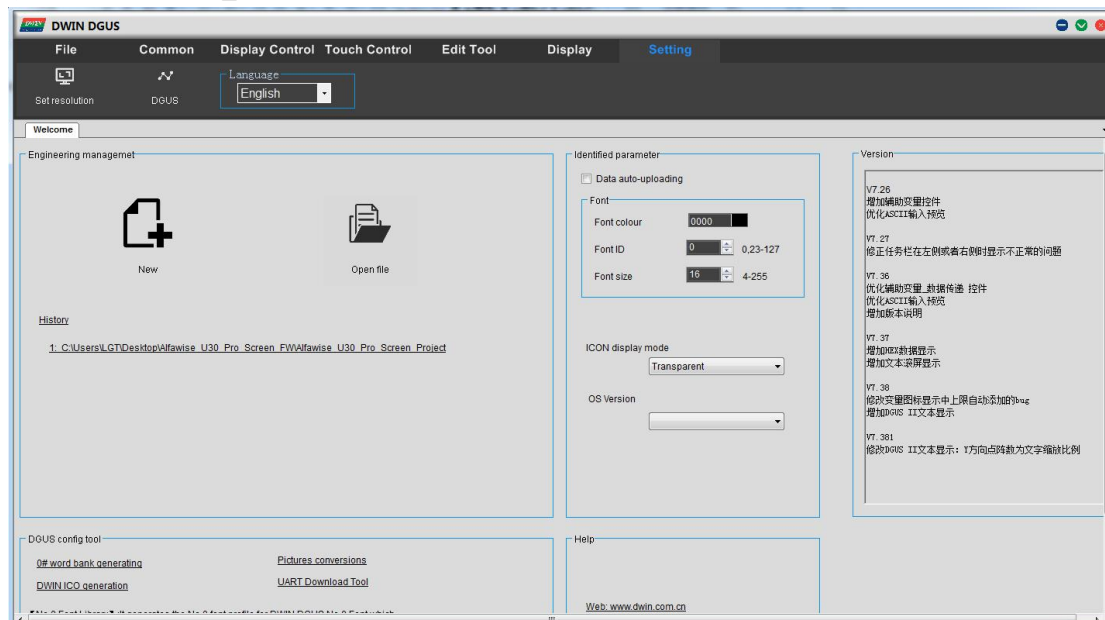 DWIN DGUS
File Common Display Control Touch Control Edit Tool Display Setting
Language
English
Set resolution DGUS
Welcome
Engineering managemet
New
Open file
History
1: C:\Users\LGT\Desktop\Alfawise_U30_Pro_Screen_FW\Alfawise_U30_Pro_Screen_Project
Identified parameter
Data auto-uploading
Font
Font colour 0000
Font ID 0 0,23-127
Font size 16 4-255
ICON display mode
Transparent
OS Version
Version
V7.26
增加辅助变量控件
优化ASCII输入预览
V7.27
修正任务栏在左侧或者右侧时显示不正常的问题
V7.36
优化辅助变量_数据传递 控件
优化ASCII输入预览
增加版本说明
V7.37
增加HEX数据显示
增加文本滚屏显示
V7.38
修改变量图标显示中上限自动添加的bug
增加DGUS II文本显示
V7.381
修改DGUS II文本显示：Y方向点阵数为文字缩放比例
DGUS config tool
0# word bank generating
Pictures conversions
DWIN ICO generation
UART Download Tool
Help
Web: www.dwin.com.cn